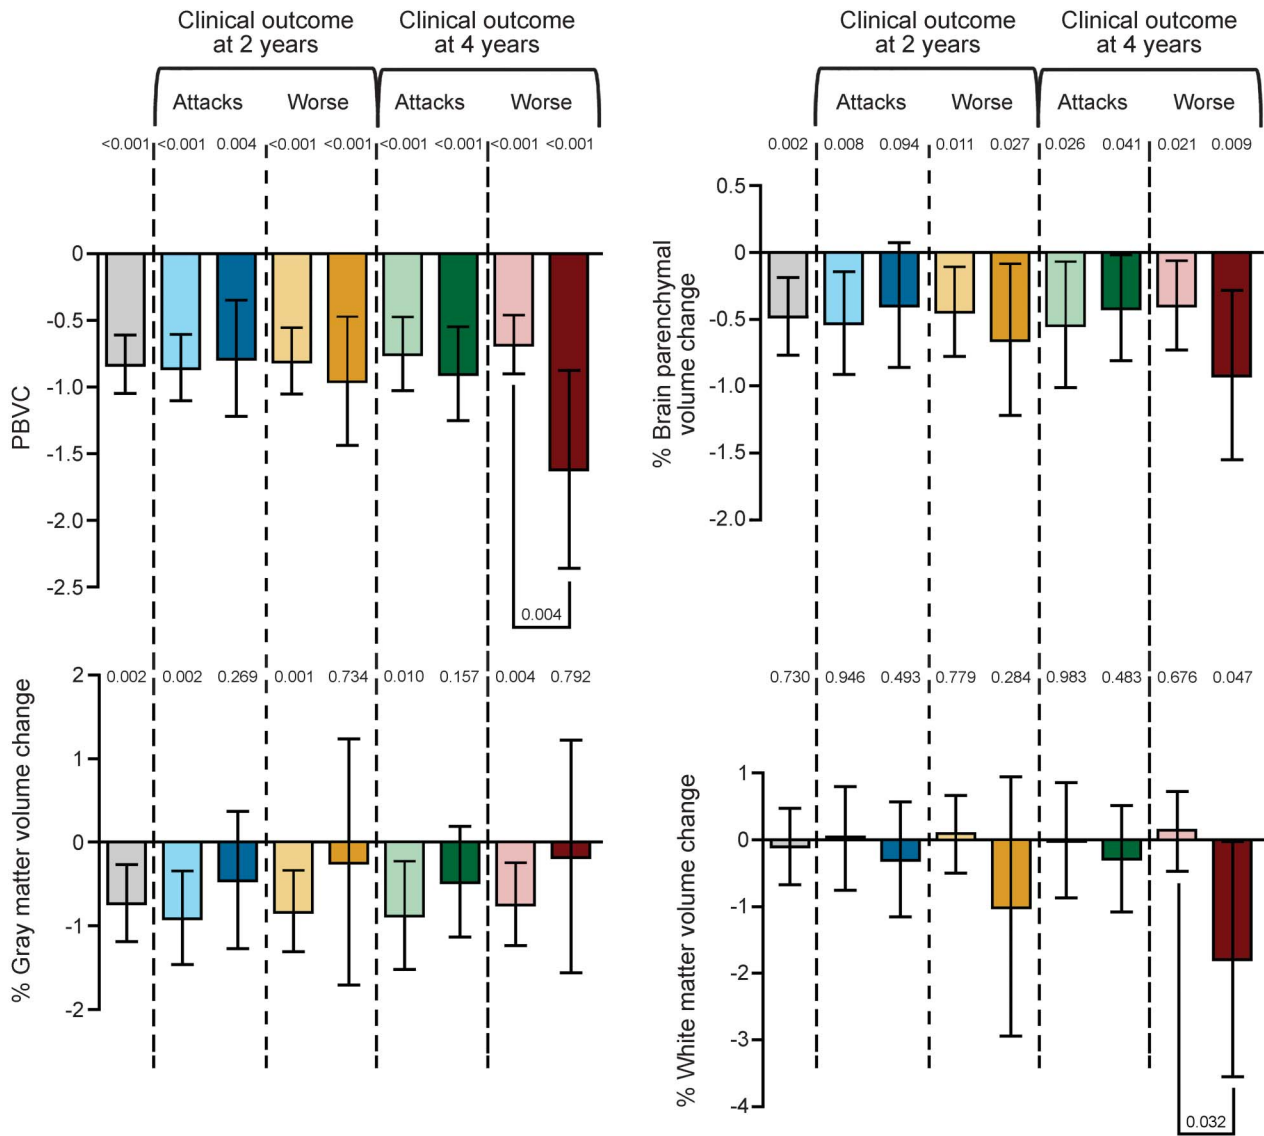 Clinical outcome
at 2 years
Clinical outcome
at 4 years
Attacks Worse Attacks Worse
<0.001 <0.001 0.004 <0.001 <0.001 <0.001 <0.001 <0.001 <0.001
0
-0.5
-1.0
-1.5
-2.0
-2.5
PBVC
0.004
Clinical outcome
at 2 years
Clinical outcome
at 4 years
Attacks Worse Attacks Worse
0.002 0.008 0.094 0.011 0.027 0.026 0.041 0.021 0.009
0.5
0
-0.5
-1.0
-1.5
-2.0
% Brain parenchymal
volume change
0.002 0.002 0.269 0.001 0.734 0.010 0.157 0.004 0.792
2
1
0
-1
-2
% Gray matter volume change
0.730 0.946 0.493 0.779 0.284 0.983 0.483 0.676 0.047
1
0
-1
-2
-3
-4
% White matter volume change
0.032